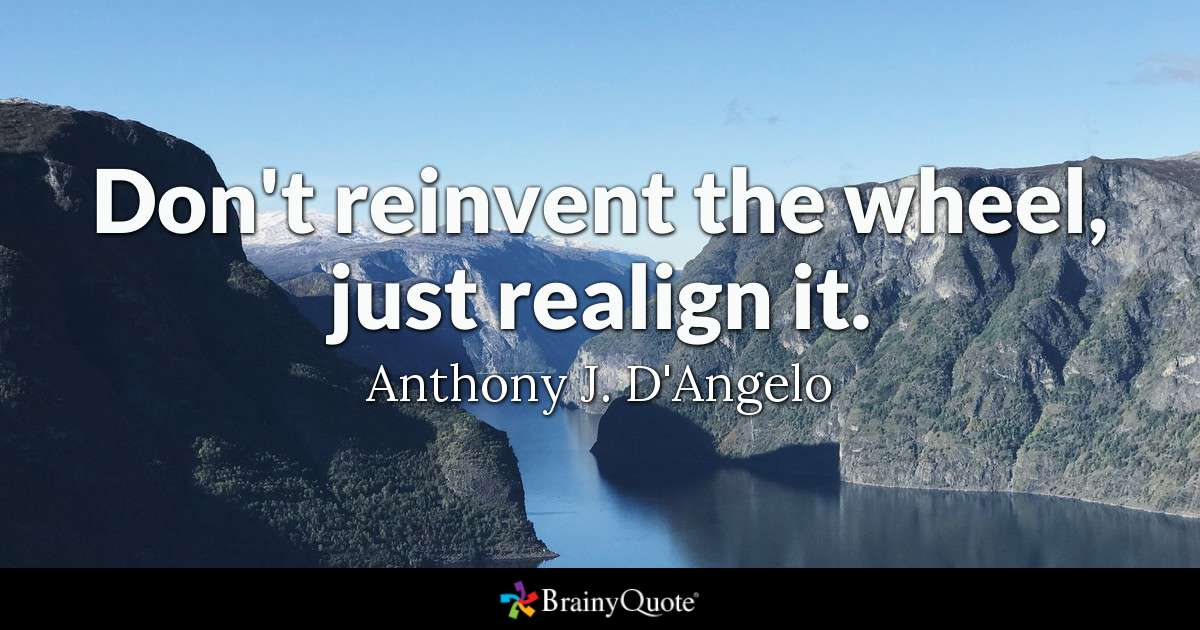 Don't reinvent the wheel,
just realign it.
Anthony J. D'Angelo
BrainyQuote®